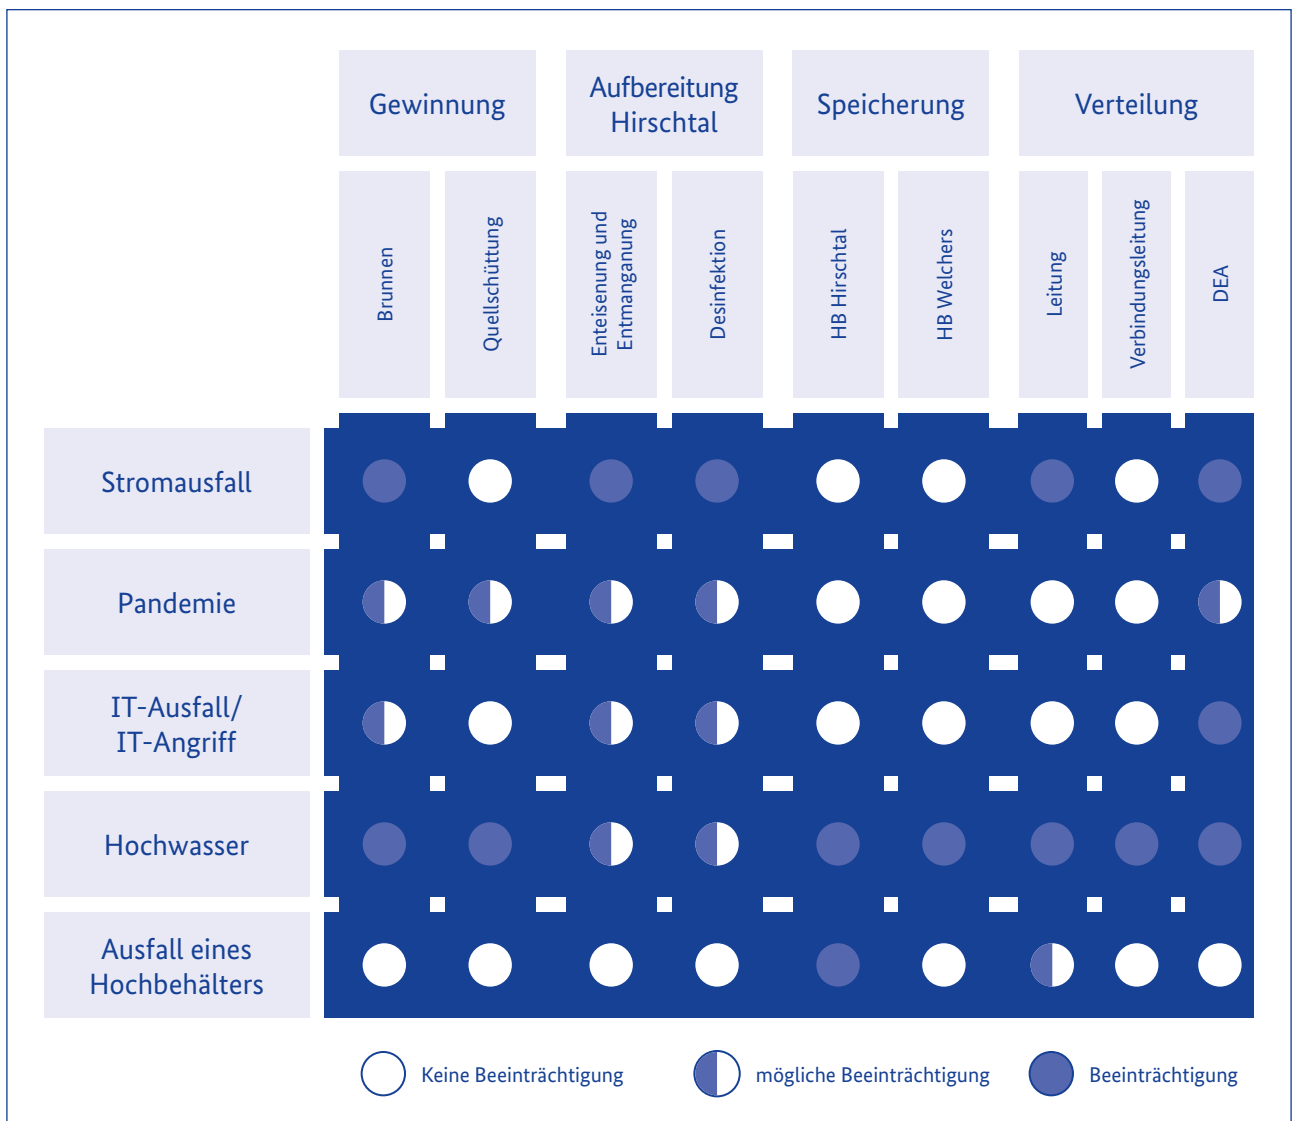 Gewinnung
Aufbereitung
Hirschtal
Speicherung
Verteilung
Brunnen
Quellschüttung
Enteisenung und
Entmanganung
Desinfektion
HB Hirschtal
HB Welchers
Leitung
Verbindungsleitung
DEA
Stromausfall
Pandemie
IT-Ausfall/
IT-Angriff
Hochwasser
Ausfall eines
Hochbehälters
Keine Beeinträchtigung
mögliche Beeinträchtigung
Beeinträchtigung